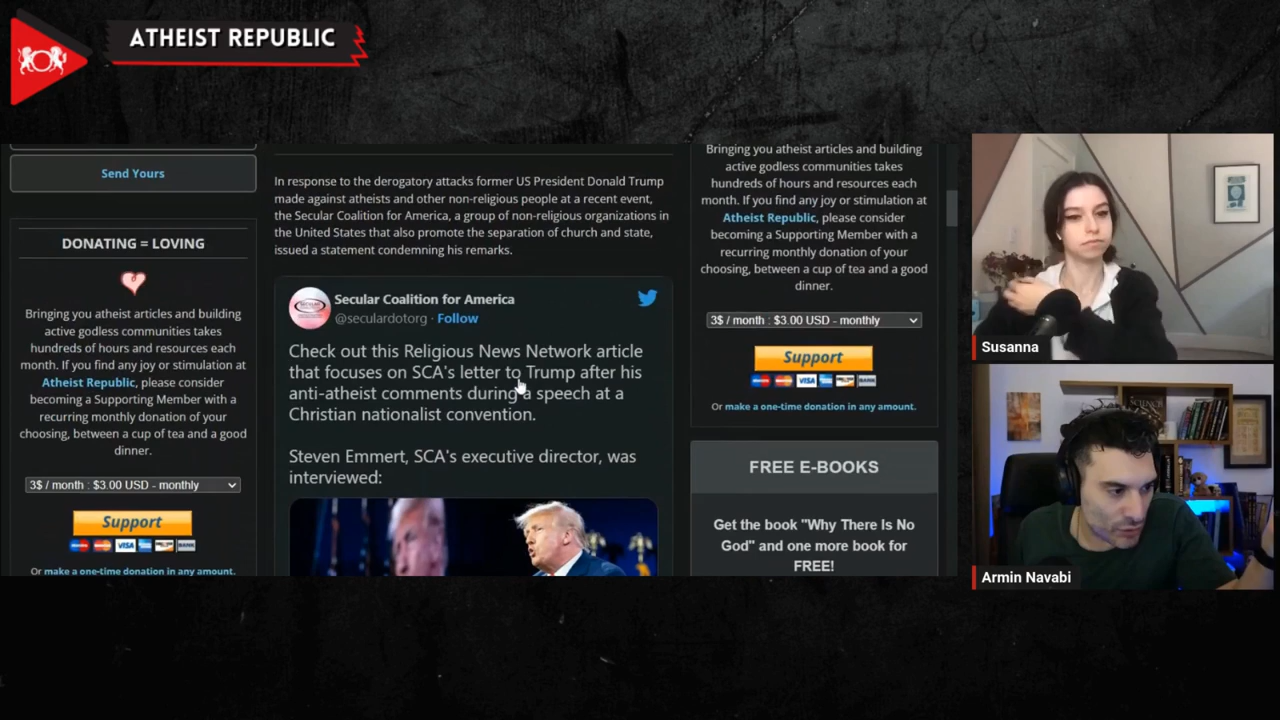 ATHEIST REPUBLIC
Send Yours
DONATING = LOVING
Bringing you atheist articles and building
active godless communities takes
hundreds of hours and resources each
month. If you find any joy or stimulation at
Atheist Republic, please consider
becoming a Supporting Member with a
recurring monthly donation of your
choosing, between a cup of tea and a good
dinner.
3$ / month : $3.00 USD - monthly
Support
VISA
BANK
Or make a one-time donation in any amount.
In response to the derogatory attacks former US President Donald Trump
made against atheists and other non-religious people at a recent event,
the Secular Coalition for America, a group of non-religious organizations in
the United States that also promote the separation of church and state,
issued a statement condemning his remarks.
Secular Coalition for America
@seculardotorg · Follow
Check out this Religious News Network article
that focuses on SCA's letter to Trump after his
anti-atheist comments during a speech at a
Christian nationalist convention.
Steven Emmert, SCA's executive director, was
interviewed:
Bringing you atheist articles and building
active godless communities takes
hundreds of hours and resources each
month. If you find any joy or stimulation at
Atheist Republic, please consider
becoming a Supporting Member with a
recurring monthly donation of your
choosing, between a cup of tea and a good
dinner.
3$ / month : $3.00 USD - monthly
Support
VISA
BANK
Or make a one-time donation in any amount.
FREE E-BOOKS
Get the book "Why There Is No
God" and one more book for
FREE!
Susanna
Armin Navabi